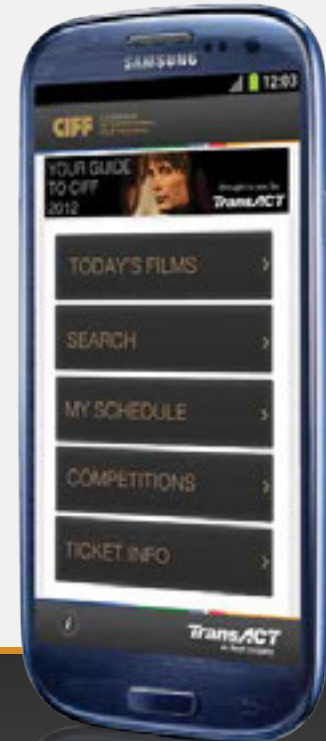 SAMSUNG
12:03
CIFF
YOUR GUIDE
TO CIFF
2012
TransACT
TODAY'S FILMS
SEARCH
MY SCHEDULE
COMPETITIONS
TICKET INFO
i
TransACT